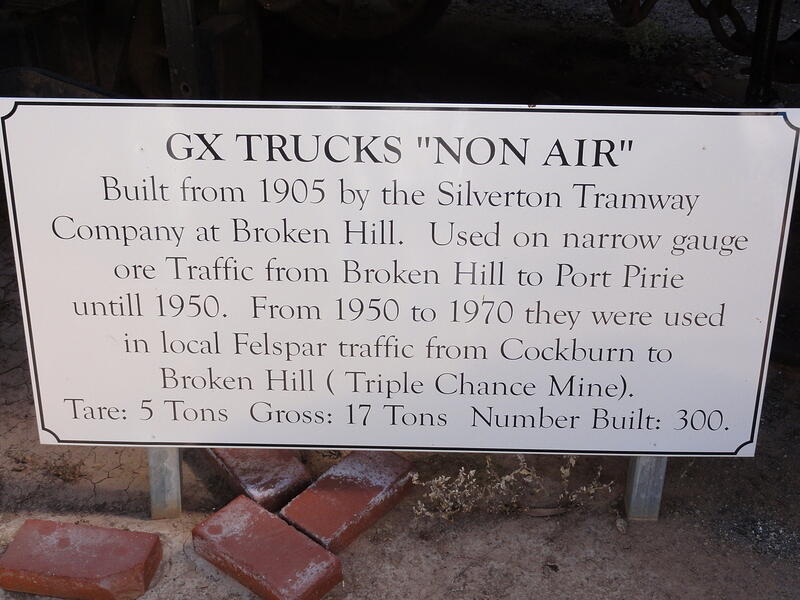 GX TRUCKS "NON AIR"
Built from 1905 by the Silverton Tramway
Company at Broken Hill. Used on narrow gauge
ore Traffic from Broken Hill to Port Pirie
untill 1950. From 1950 to 1970 they were used
in local Felspar traffic from Cockburn to
Broken Hill ( Triple Chance Mine).
Tare: 5 Tons Gross: 17 Tons Number Built: 300.